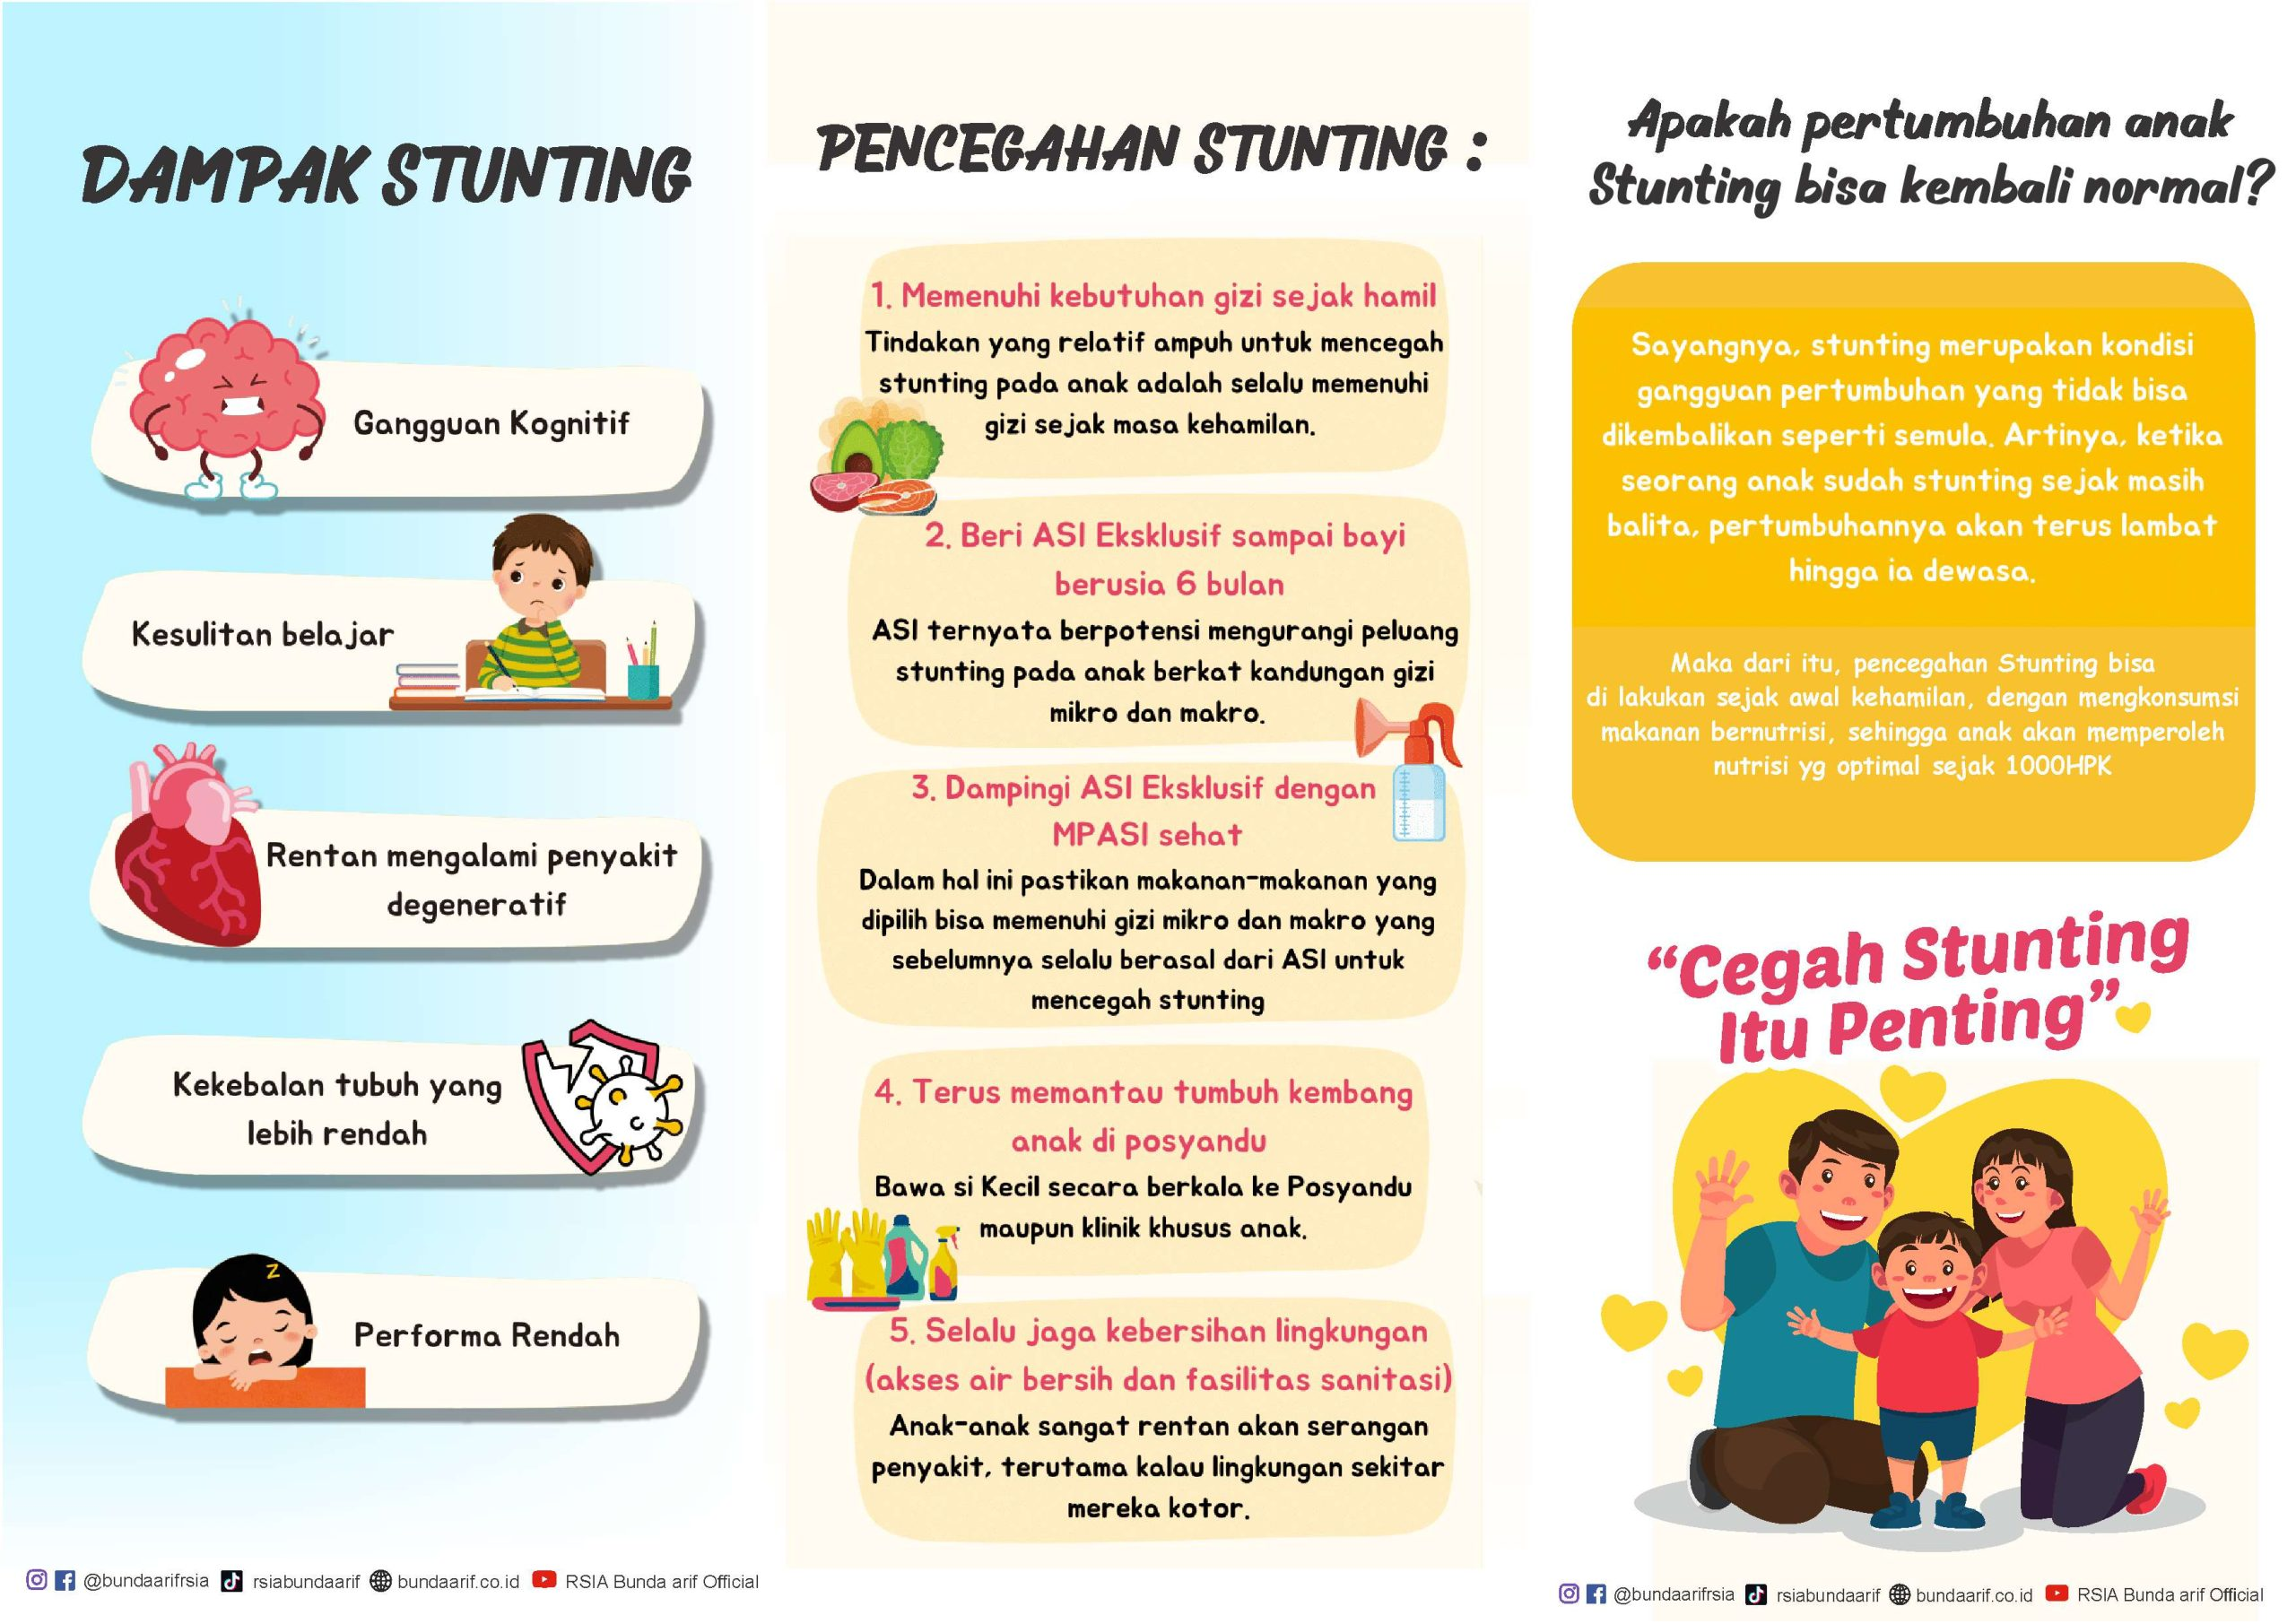 DAMPAK STUNTING
Gangguan Kognitif
Kesulitan belajar
Rentan mengalami penyakit
degeneratif
Kekebalan tubuh yang
lebih rendah
Z
Performa Rendah
@bundaarifrsia rsiabundaarif bundaarif.co.id RSIA Bunda arif Official
PENCEGAHAN STUNTING :
1. Memenuhi kebutuhan gizi sejak hamil
Tindakan yang relatif ampuh untuk mencegah
stunting pada anak adalah selalu memenuhi
gizi sejak masa kehamilan.
2. Beri ASI Eksklusif sampai bayi
berusia 6 bulan
ASI ternyata berpotensi mengurangi peluang
stunting pada anak berkat kandungan gizi
mikro dan makro.
3. Dampingi ASI Eksklusif dengan
MPASI sehat
Dalam hal ini pastikan makanan-makanan yang
dipilih bisa memenuhi gizi mikro dan makro yang
sebelumnya selalu berasal dari ASI untuk
mencegah stunting
4. Terus memantau tumbuh kembang
anak di posyandu
Bawa si Kecil secara berkala ke Posyandu
maupun klinik khusus anak.
5. Selalu jaga kebersihan lingkungan
(akses air bersih dan fasilitas sanitasi)
Anak-anak sangat rentan akan serangan
penyakit, terutama kalau lingkungan sekitar
mereka kotor.
Apakah pertumbuhan anak
Stunting bisa kembali normal?
Sayangnya, stunting merupakan kondisi
gangguan pertumbuhan yang tidak bisa
dikembalikan seperti semula. Artinya, ketika
seorang anak sudah stunting sejak masih
balita, pertumbuhannya akan terus lambat
hingga ia dewasa.
Maka dari itu, pencegahan Stunting bisa
di lakukan sejak awal kehamilan, dengan mengkonsumsi
makanan bernutrisi, sehingga anak akan memperoleh
nutrisi yg optimal sejak 1000HPK
“Cegah Stunting
Itu Penting”
@bundaarifrsia rsiabundaarif bundaarif.co.id RSIA Bunda arif Official